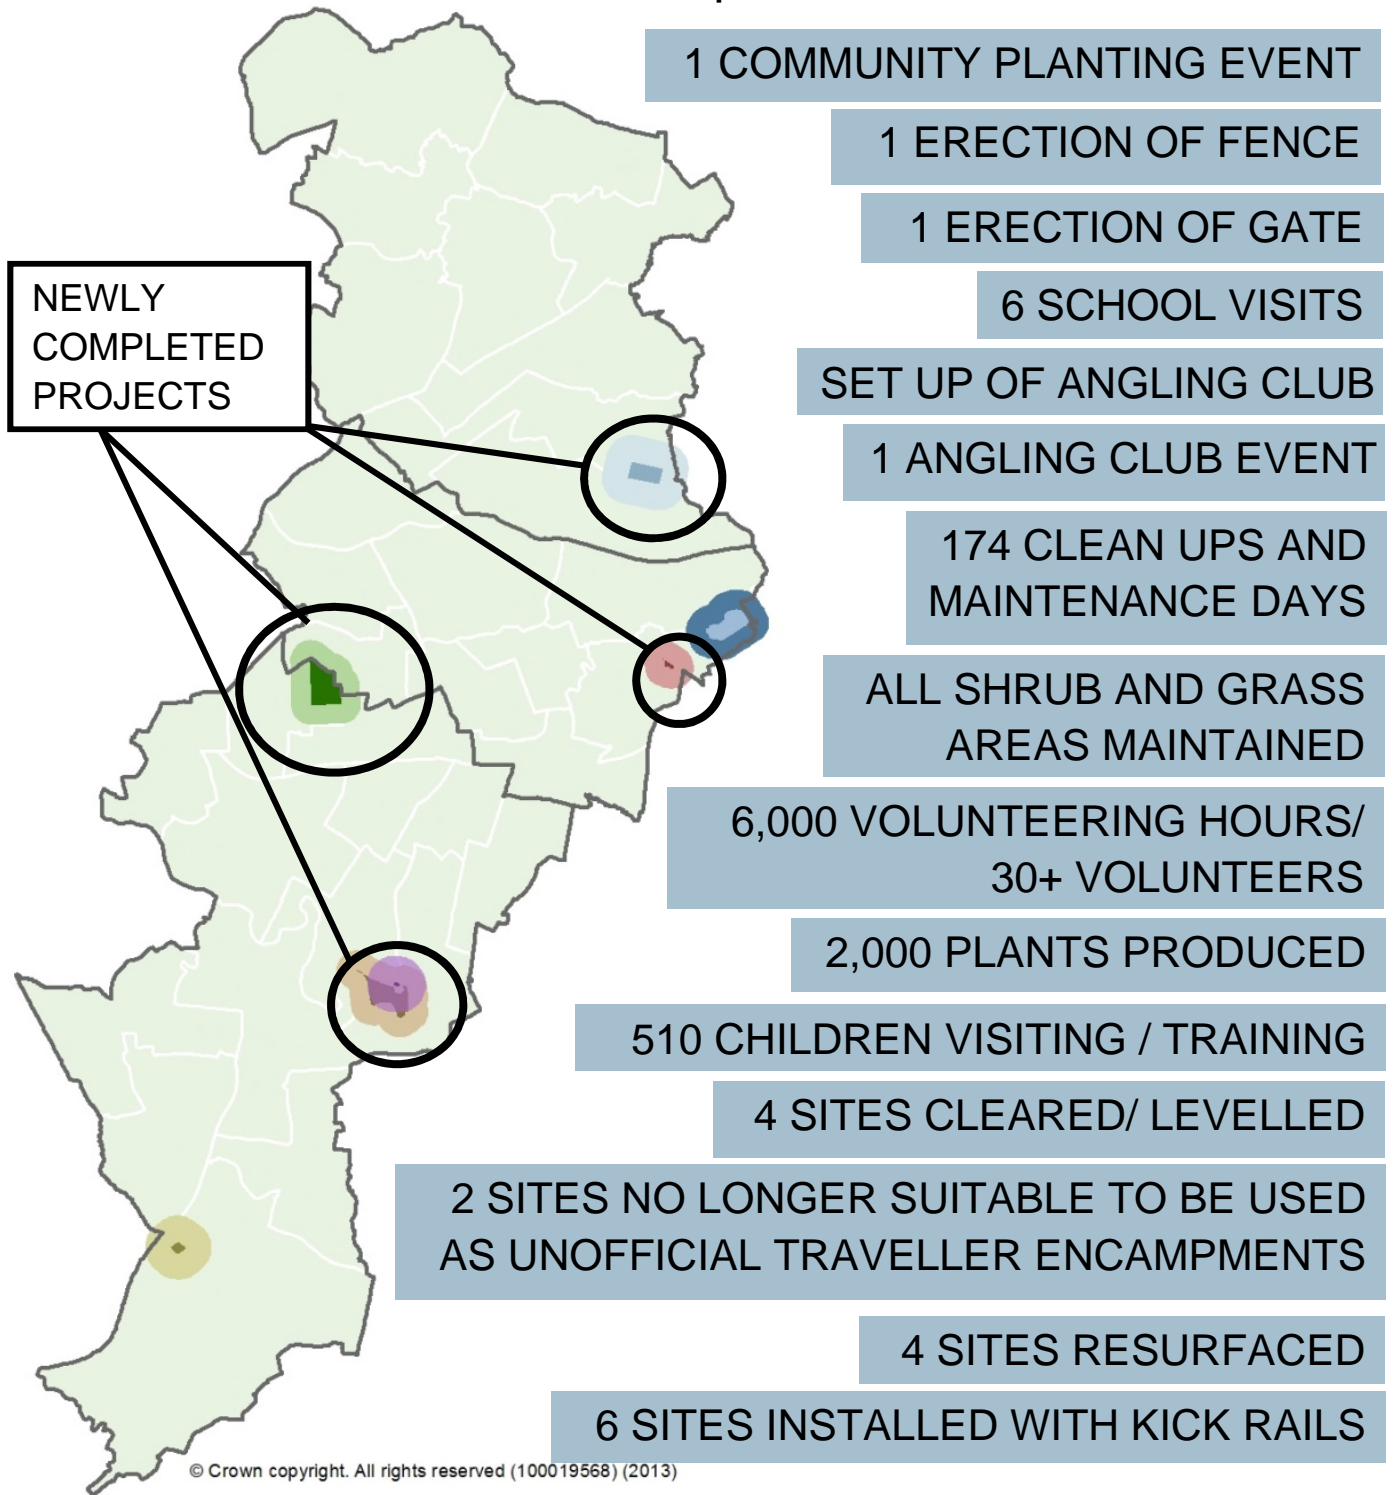 1 COMMUNITY PLANTING EVENT
1 ERECTION OF FENCE
1 ERECTION OF GATE
6 SCHOOL VISITS
NEWLY
COMPLETED
PROJECTS
SET UP OF ANGLING CLUB
1 ANGLING CLUB EVENT
174 CLEAN UPS AND
MAINTENANCE DAYS
ALL SHRUB AND GRASS
AREAS MAINTAINED
6,000 VOLUNTEERING HOURS/
30+ VOLUNTEERS
2,000 PLANTS PRODUCED
510 CHILDREN VISITING / TRAINING
4 SITES CLEARED/ LEVELLED
2 SITES NO LONGER SUITABLE TO BE USED
AS UNOFFICIAL TRAVELLER ENCAMPMENTS
4 SITES RESURFACED
6 SITES INSTALLED WITH KICK RAILS
© Crown copyright. All rights reserved (100019568) (2013)